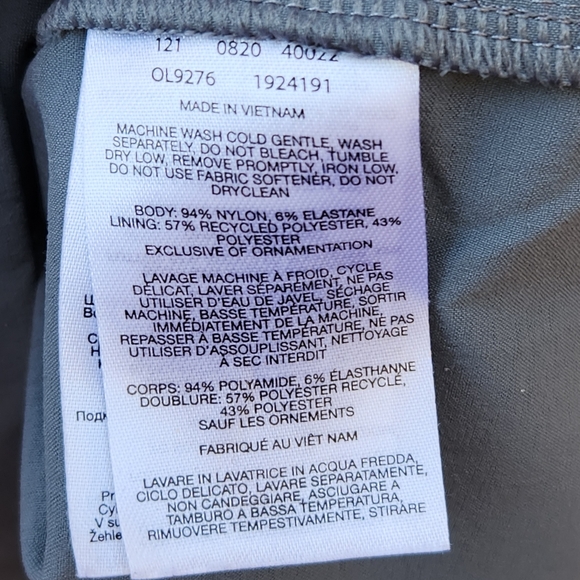 121 0820 40022
OL9276 1924191
MADE IN VIETNAM
MACHINE WASH COLD GENTLE, WASH
SEPARATELY, DO NOT BLEACH, TUMBLE
DRY LOW, REMOVE PROMPTLY, IRON LOW,
DO NOT USE FABRIC SOFTENER, DO NOT
DRYCLEAN
BODY: 94% NYLON, 6% ELASTANE
LINING: 57% RECYCLED POLYESTER, 43%
POLYESTER
EXCLUSIVE OF ORNAMENTATION
LAVAGE MACHINE À FROID, CYCLE
DÉLICAT, LAVER SÉPARÉMENT, NE PAS
UTILISER D'EAU DE JAVEL, SÉCHAGE
MACHINE, BASSE TEMPÉRATURE, SORTIR
IMMÉDIATEMENT DE LA MACHINE,
REPASSER À BASSE TEMPÉRATURE, NE PAS
UTILISER D'ASSOUPLISSANT, NETTOYAGE
À SEC INTERDIT
CORPS: 94% POLYAMIDE, 6% ÉLASTHANNE
DOUBLURE: 57% POLYESTER RECYCLÉ,
43% POLYESTER
SAUF LES ORNEMENTS
FABRIQUÉ AU VIÊT NAM
LAVARE IN LAVATRICE IN ACQUA FREDDA,
CICLO DELICATO, LAVARE SEPARATAMENTE,
NON CANDEGGIARE, ASCIUGARE A
TAMBURO A BASSA TEMPERATURA,
RIMUOVERE TEMPESTIVAMENTE, STIRARE